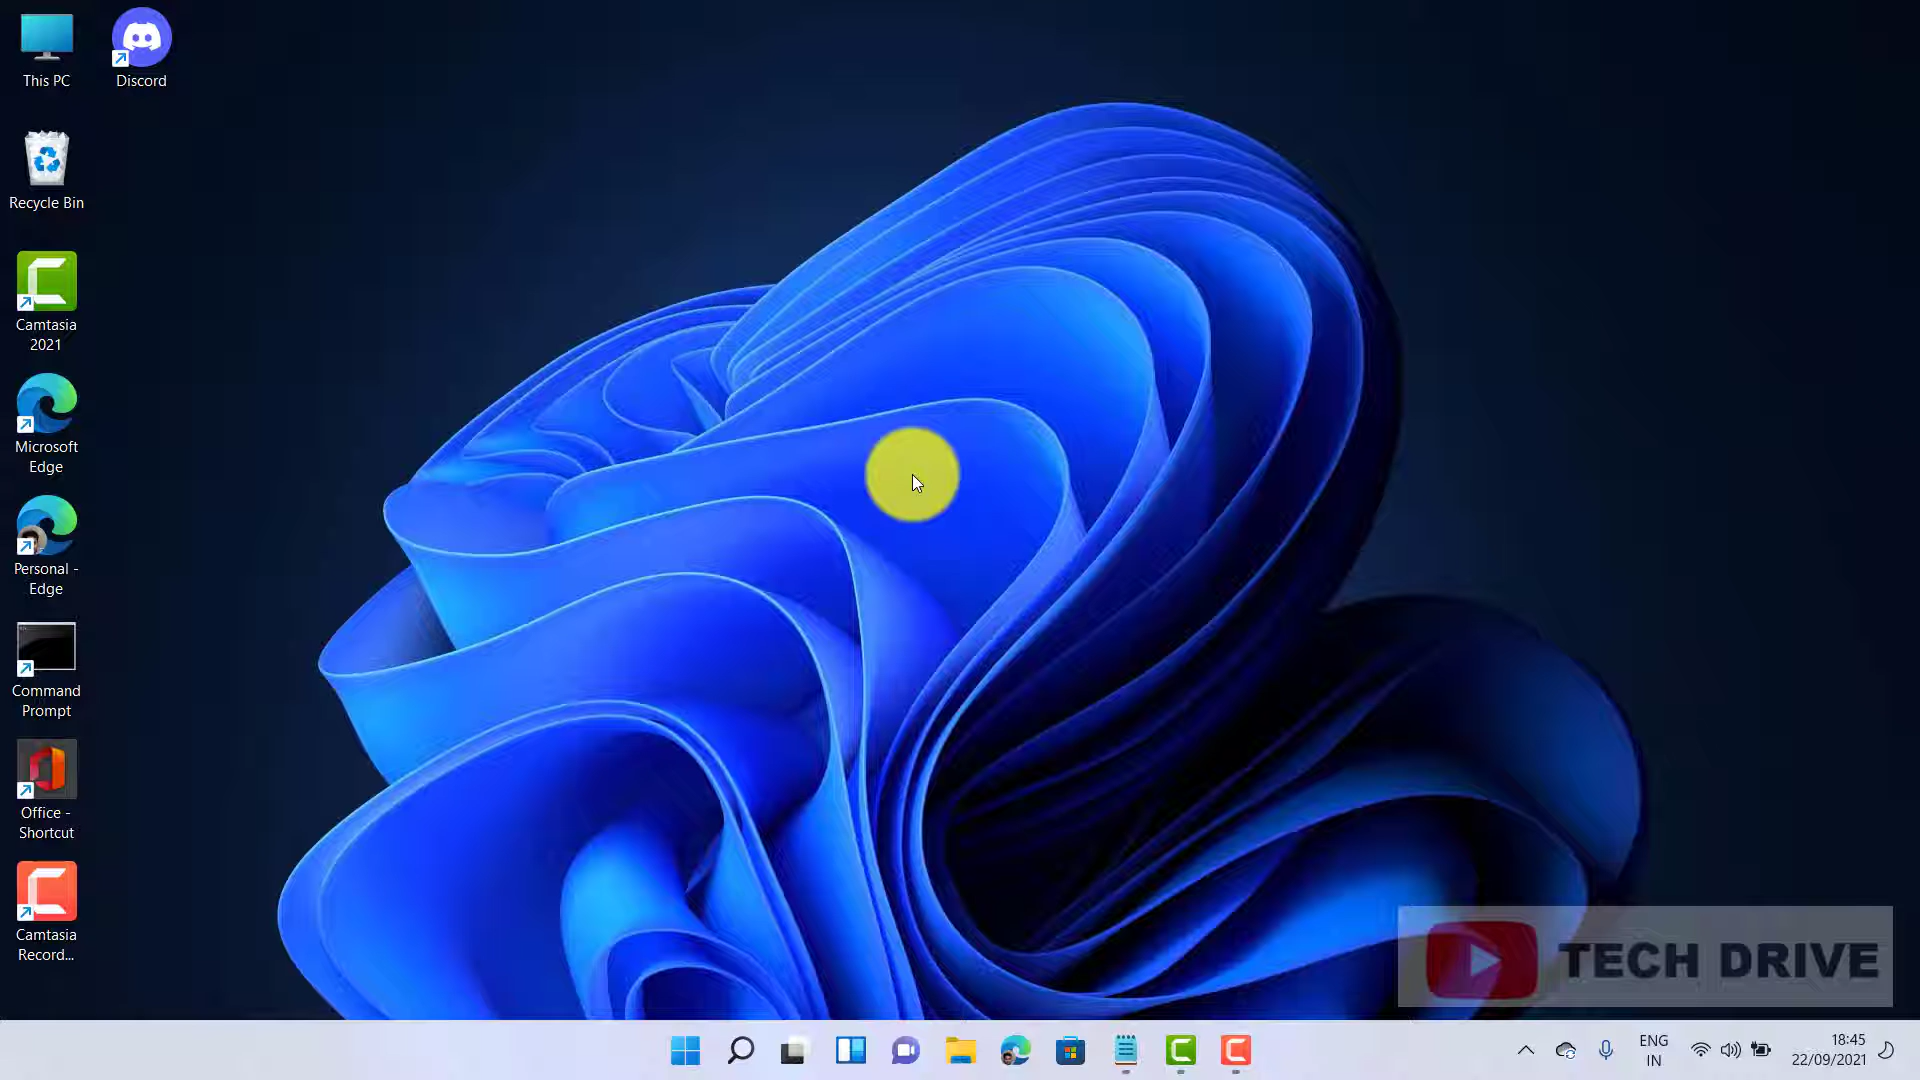 This PC
Discord
Recycle Bin
Camtasia
2021
Microsoft
Edge
Personal -
Edge
Command
Prompt
Office -
Shortcut
Camtasia
Record...
TECH DRIVE
ENG
IN
18:45
22/09/2021